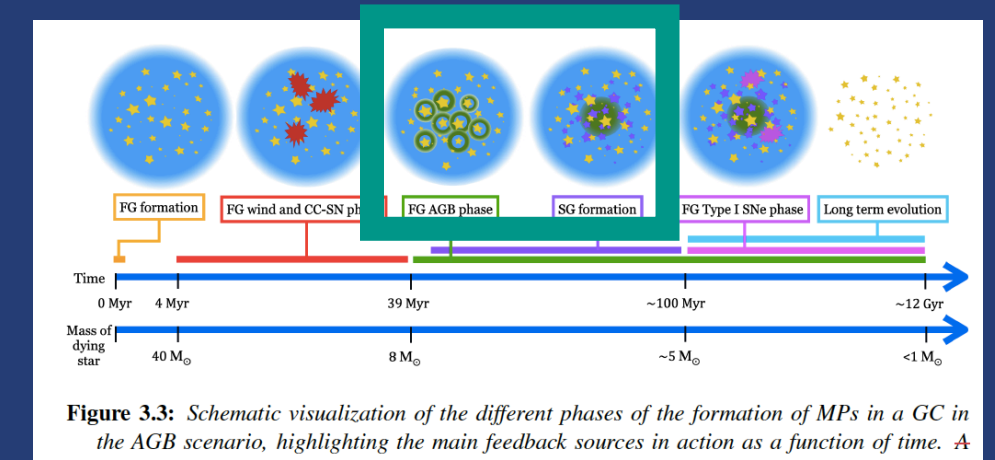 FG formation
FG wind and CC-SN ph
FG AGB phase
SG formation
FG Type I SNe phase
Long term evolution
Time
0 Myr 4 Myr 39 Myr ~100 Myr ~12 Gyr
Mass of
dying
star
40 M⊙ 8 M⊙ ~5 M⊙ <1 M⊙
Figure 3.3: Schematic visualization of the different phases of the formation of MPs in a GC in
the AGB scenario, highlighting the main feedback sources in action as a function of time. A